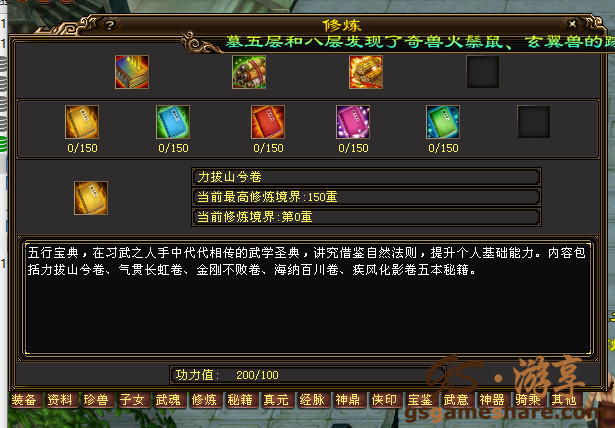 修炼
墓五层和八层发现了奇兽火鬃鼠、玄翼兽的踪
0/150
0/150
0/150
0/150
0/150
力拔山兮卷
当前最高修炼境界:150重
当前修炼境界:第0重
五行宝典，在习武之人手中代代相传的武学圣典，讲究借鉴自然法则，提升个人基础能力。内容包
括力拔山兮卷、气贯长虹卷、金刚不败卷、海纳百川卷、疾风化影卷五本秘籍。
功力值: 200/100
GS·游享
装备 资料 珍兽 子女 武魂 修炼 秘籍 真元 经脉 神鼎 侠印 宝鉴 武意 神器 骑乘 其他
gsgameshare.com